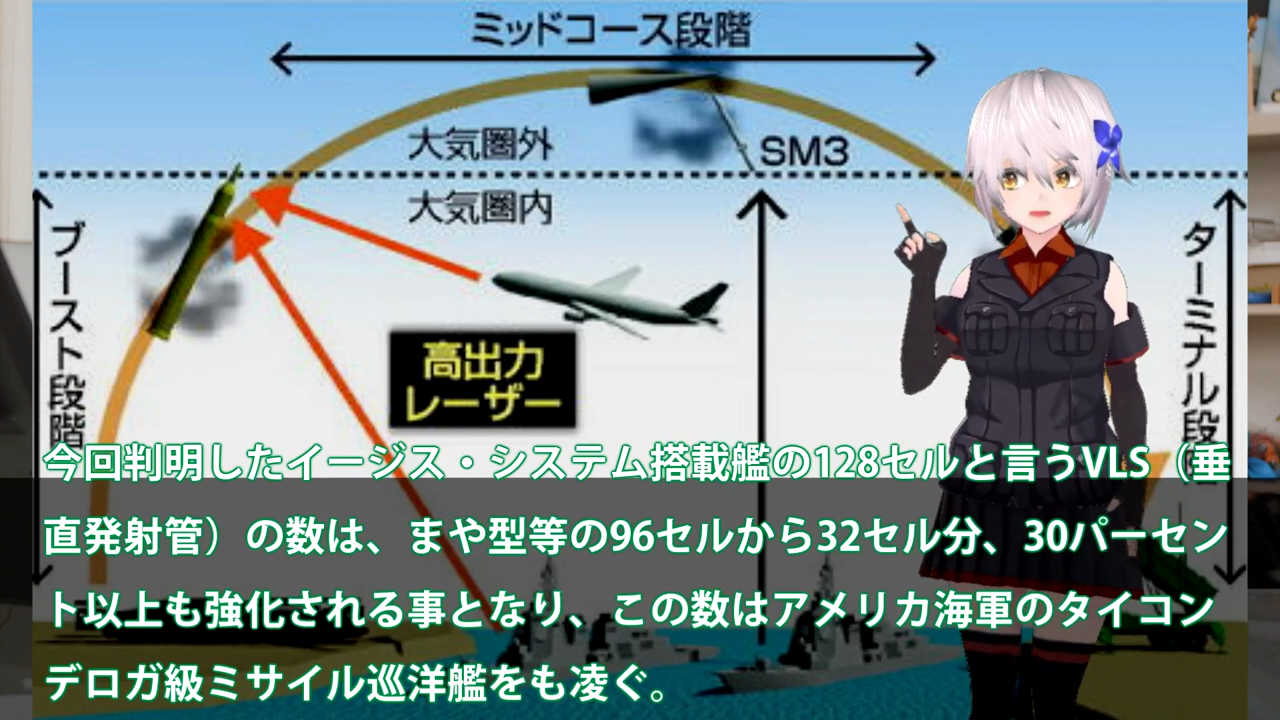 ミッドコース段階
大気圏外
SM3
大気圏内
ブースト段階
ターミナル段
高出力
レーザー
今回判明したイージス・システム搭載艦の128セルと言うVLS（垂
直発射管）の数は、まや型等の96セルから32セル分、30パーセン
ト以上も強化される事となり、この数はアメリカ海軍のタイコン
デロガ級ミサイル巡洋艦をも凌ぐ。